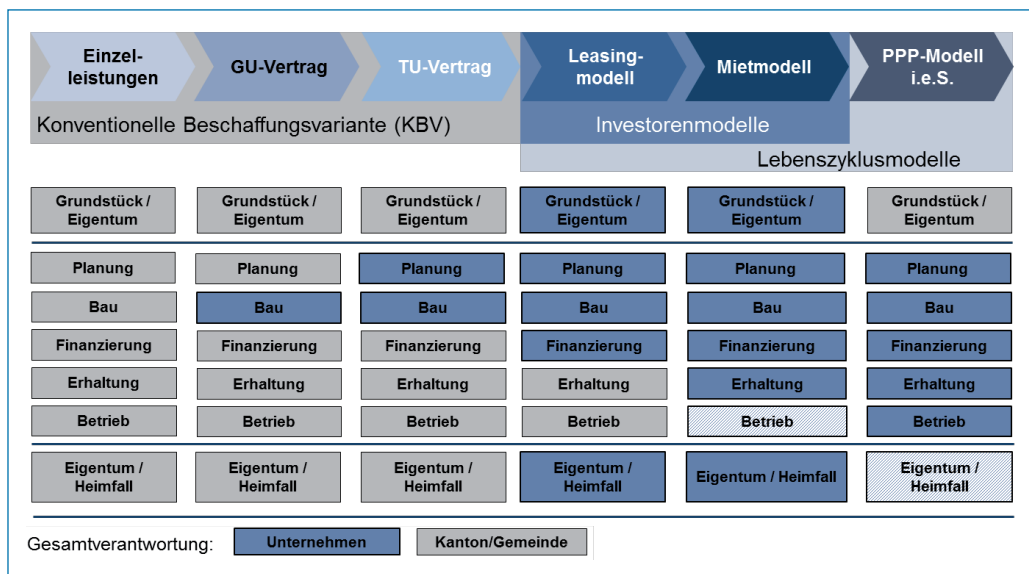 Einzel-
leistungen
GU-Vertrag
TU-Vertrag
Leasing-
modell
Mietmodell
PPP-Modell
i.e.S.
Konventionelle Beschaffungsvariante (KBV)
Investorenmodelle
Lebenszyklusmodelle
Grundstück /
Eigentum
Grundstück /
Eigentum
Grundstück /
Eigentum
Grundstück /
Eigentum
Grundstück /
Eigentum
Grundstück /
Eigentum
Planung
Planung
Planung
Planung
Planung
Planung
Bau
Bau
Bau
Bau
Bau
Bau
Finanzierung
Finanzierung
Finanzierung
Finanzierung
Finanzierung
Finanzierung
Erhaltung
Erhaltung
Erhaltung
Erhaltung
Erhaltung
Erhaltung
Betrieb
Betrieb
Betrieb
Betrieb
Betrieb
Betrieb
Eigentum /
Heimfall
Eigentum /
Heimfall
Eigentum /
Heimfall
Eigentum /
Heimfall
Eigentum / Heimfall
Eigentum /
Heimfall
Gesamtverantwortung:
Unternehmen
Kanton/Gemeinde